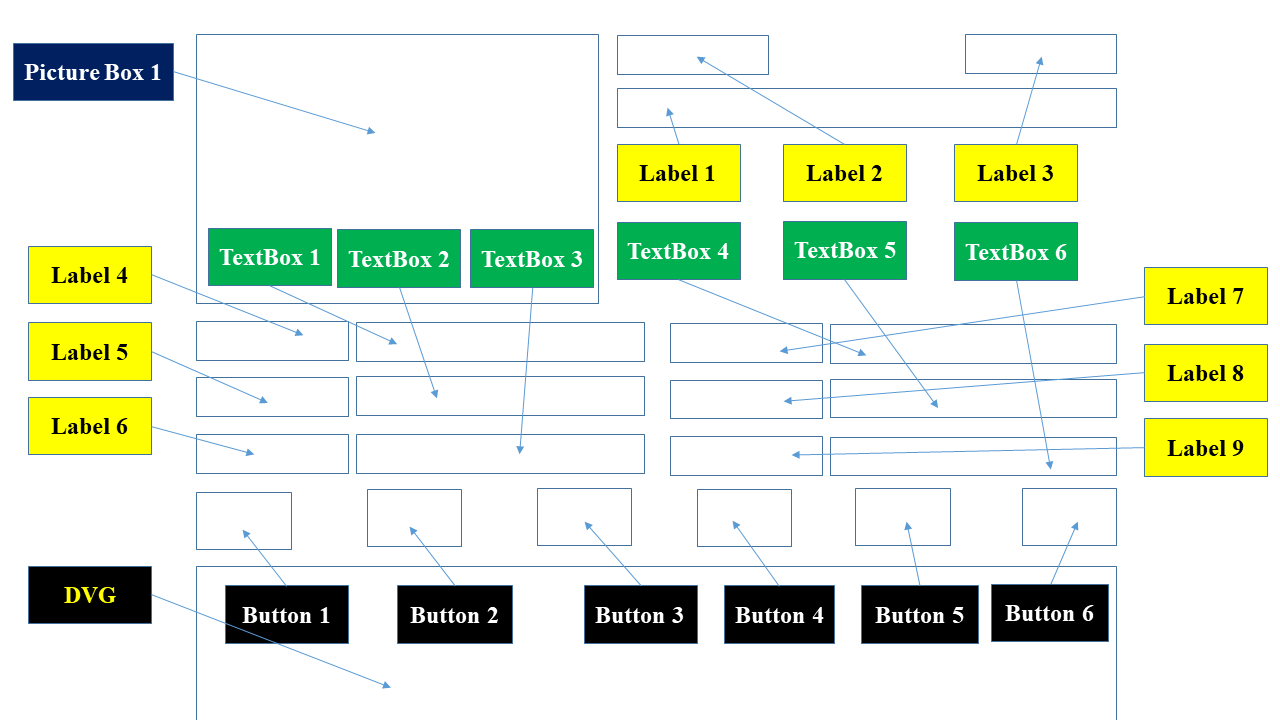 Picture Box 1
Label 1
Label 2
Label 3
TextBox 1
TextBox 2
TextBox 3
TextBox 4
TextBox 5
TextBox 6
Label 4
Label 7
Label 5
Label 8
Label 6
Label 9
DVG
Button 1
Button 2
Button 3
Button 4
Button 5
Button 6